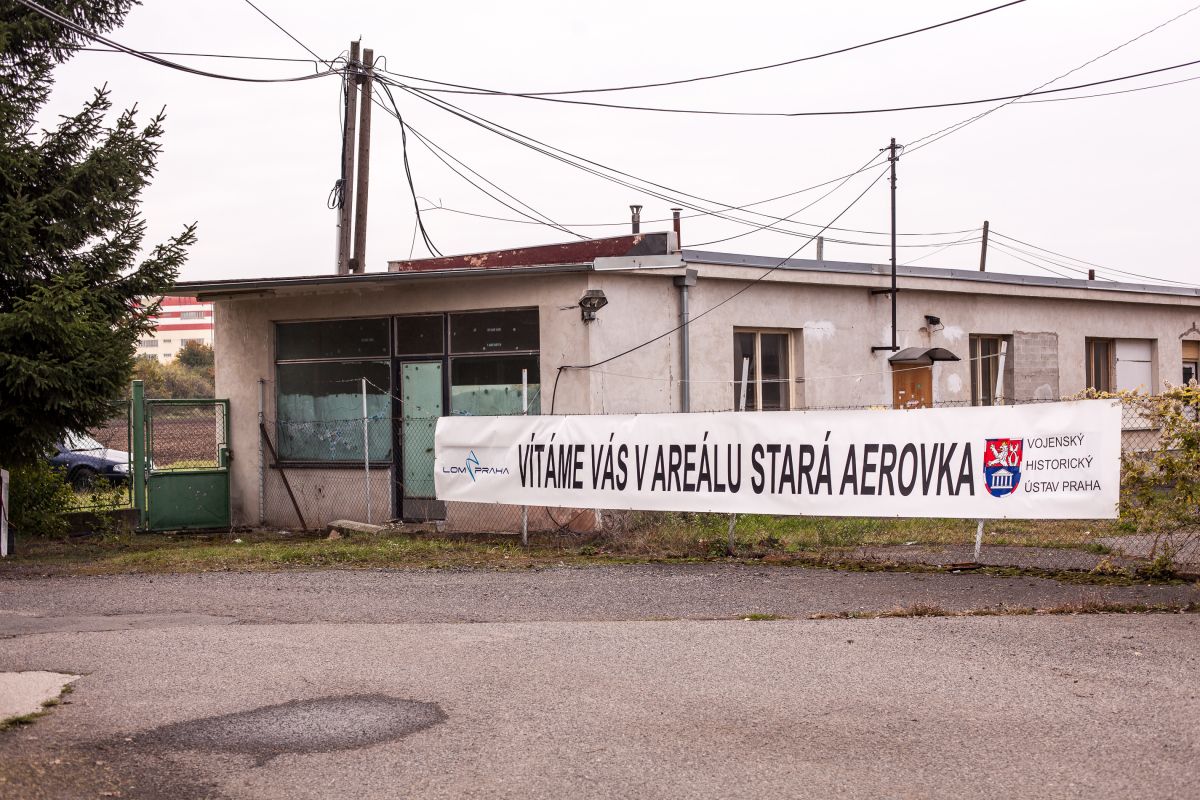 LOM PRAHA
VÍTÁME VÁS V AREÁLU STARÁ AEROVKA
VOJENSKÝ
HISTORICKÝ
ÚSTAV PRAHA